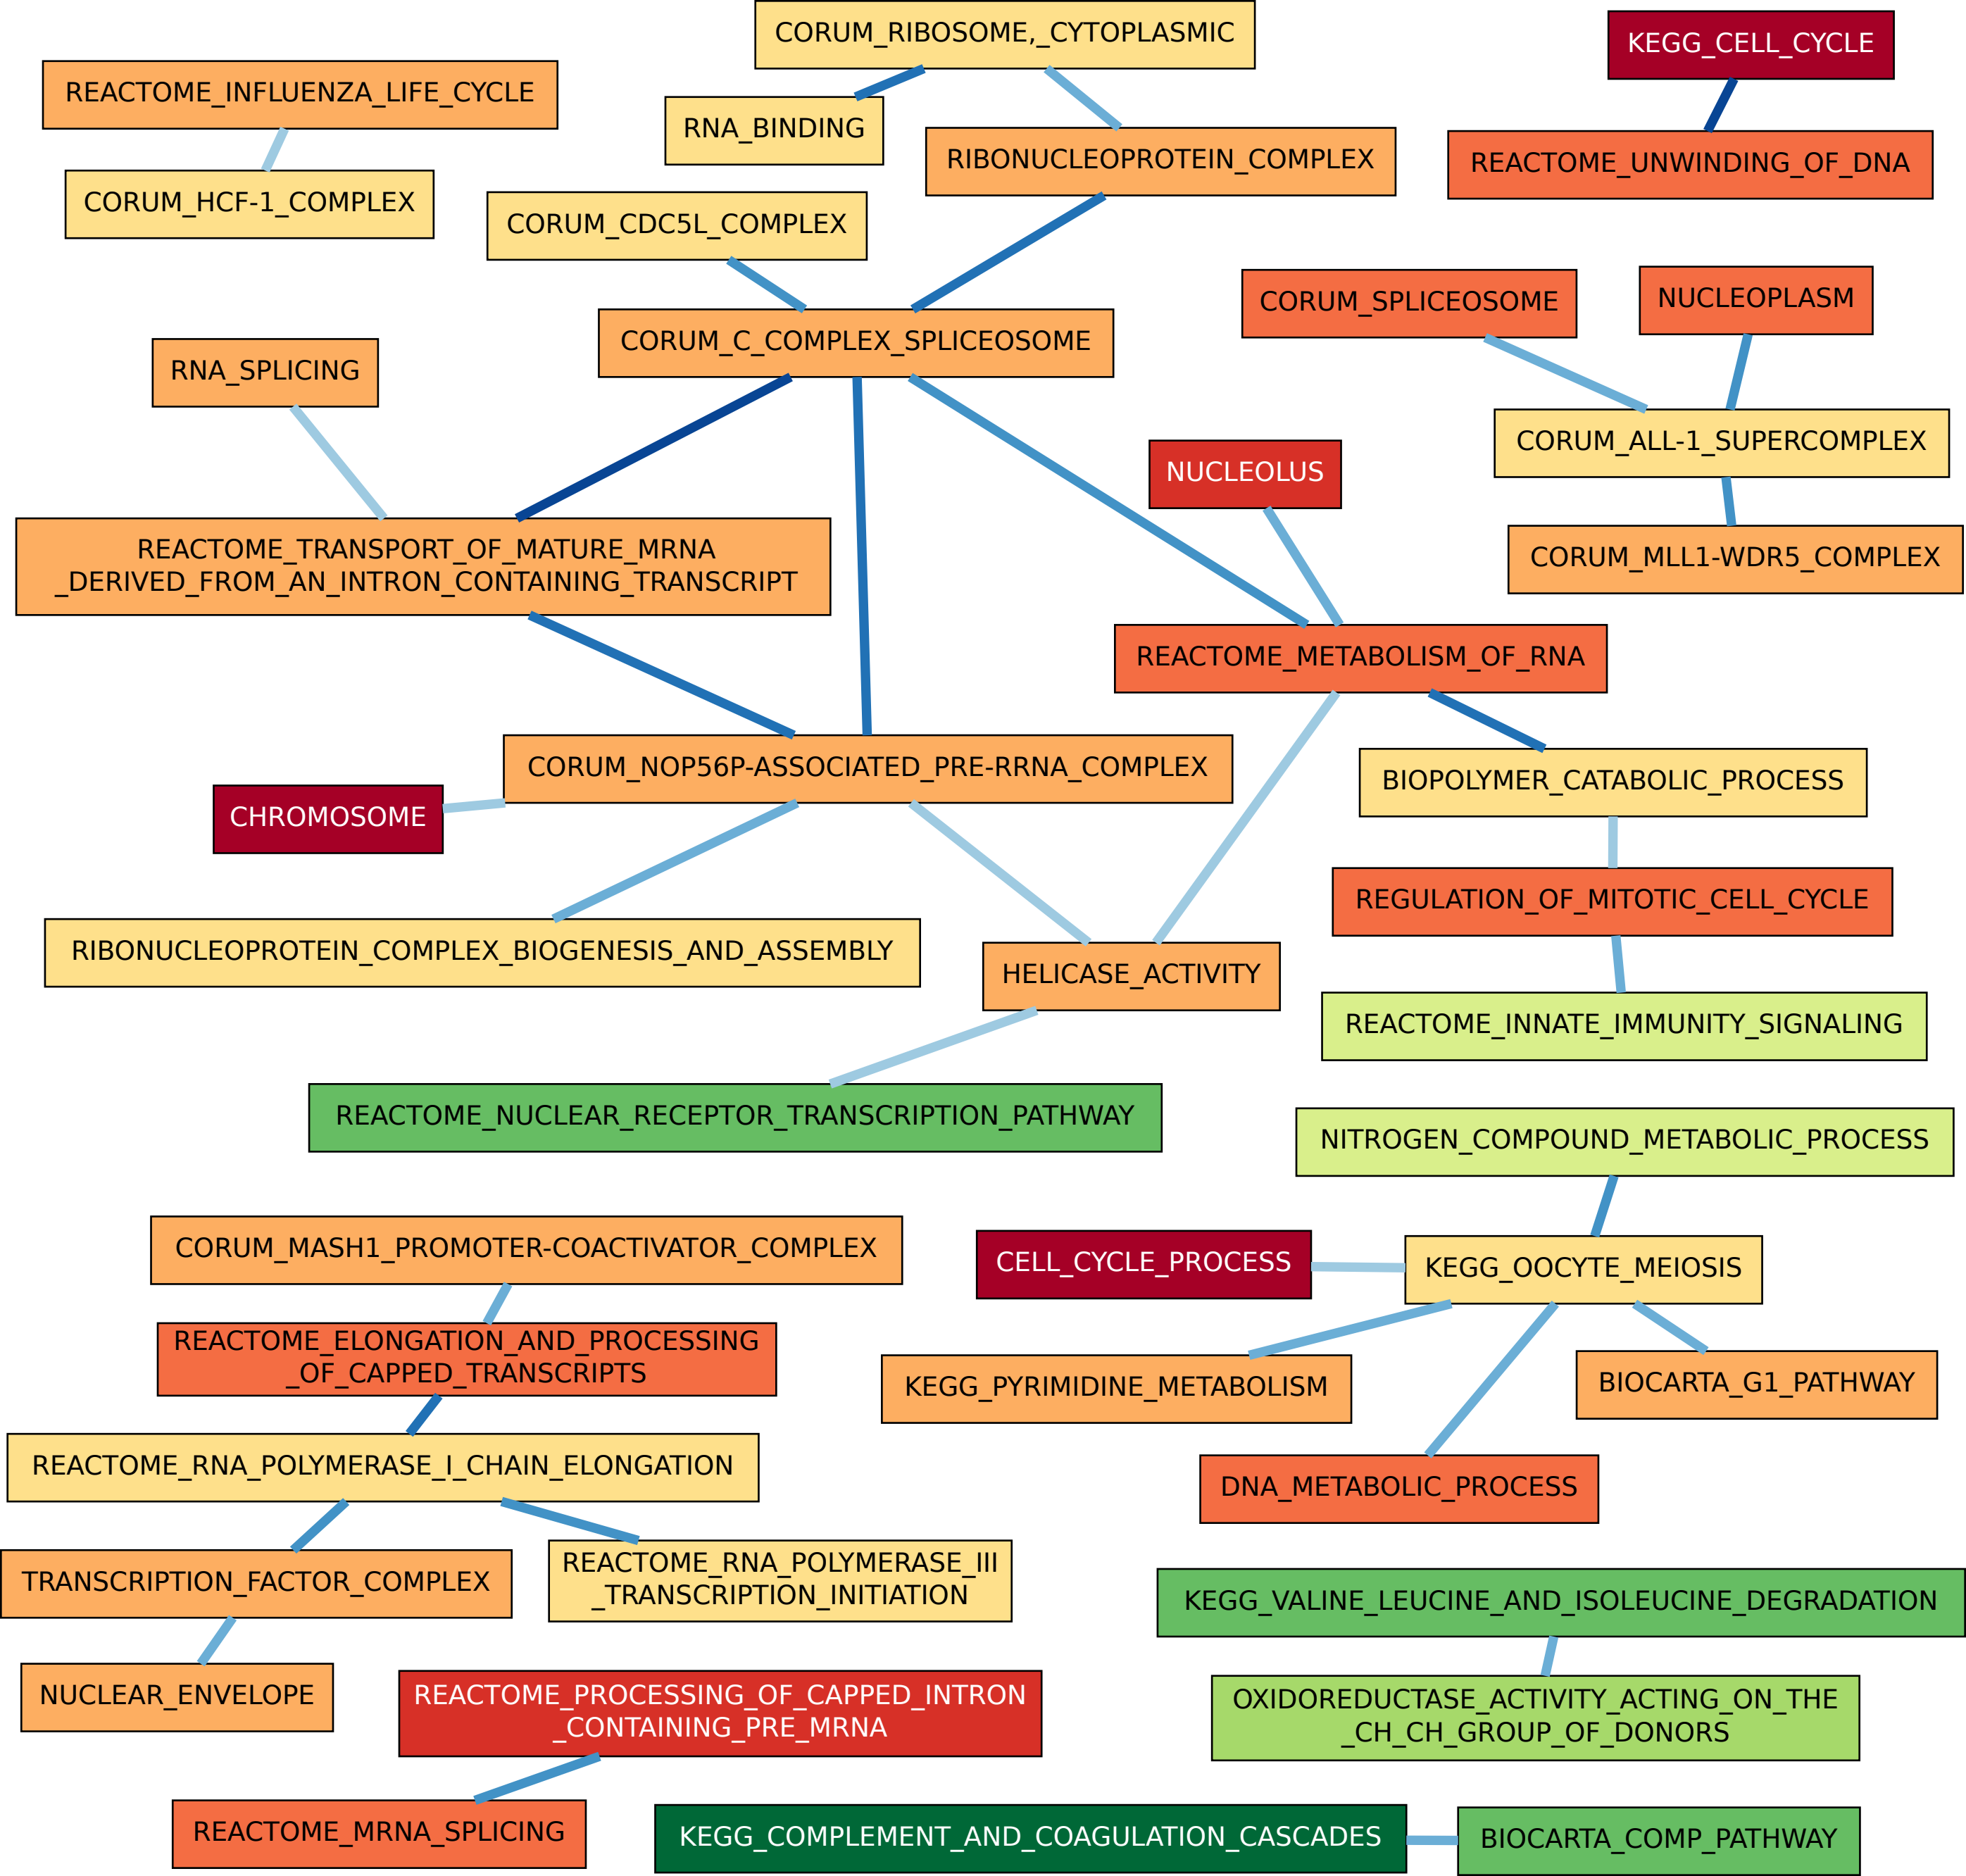 CORUM_RIBOSOME,_CYTOPLASMIC
KEGG_CELL_CYCLE
REACTOME_INFLUENZA_LIFE_CYCLE
RNA_BINDING
RIBONUCLEOPROTEIN_COMPLEX
REACTOME_UNWINDING_OF_DNA
CORUM_HCF-1_COMPLEX
CORUM_CDC5L_COMPLEX
CORUM_SPLICEOSOME
NUCLEOPLASM
CORUM_C_COMPLEX_SPLICEOSOME
RNA_SPLICING
CORUM_ALL-1_SUPERCOMPLEX
NUCLEOLUS
REACTOME_TRANSPORT_OF_MATURE_MRNA
_DERIVED_FROM_AN_INTRON_CONTAINING_TRANSCRIPT
CORUM_MLL1-WDR5_COMPLEX
REACTOME_METABOLISM_OF_RNA
CORUM_NOP56P-ASSOCIATED_PRE-RRNA_COMPLEX
BIOPOLYMER_CATABOLIC_PROCESS
CHROMOSOME
REGULATION_OF_MITOTIC_CELL_CYCLE
RIBONUCLEOPROTEIN_COMPLEX_BIOGENESIS_AND_ASSEMBLY
HELICASE_ACTIVITY
REACTOME_INNATE_IMMUNITY_SIGNALING
REACTOME_NUCLEAR_RECEPTOR_TRANSCRIPTION_PATHWAY
NITROGEN_COMPOUND_METABOLIC_PROCESS
CORUM_MASH1_PROMOTER-COACTIVATOR_COMPLEX
CELL_CYCLE_PROCESS
KEGG_OOCYTE_MEIOSIS
REACTOME_ELONGATION_AND_PROCESSING
_OF_CAPPED_TRANSCRIPTS
KEGG_PYRIMIDINE_METABOLISM
BIOCARTA_G1_PATHWAY
REACTOME_RNA_POLYMERASE_I_CHAIN_ELONGATION
DNA_METABOLIC_PROCESS
TRANSCRIPTION_FACTOR_COMPLEX
REACTOME_RNA_POLYMERASE_III
_TRANSCRIPTION_INITIATION
KEGG_VALINE_LEUCINE_AND_ISOLEUCINE_DEGRADATION
NUCLEAR_ENVELOPE
REACTOME_PROCESSING_OF_CAPPED_INTRON
_CONTAINING_PRE_MRNA
OXIDOREDUCTASE_ACTIVITY_ACTING_ON_THE
_CH_CH_GROUP_OF_DONORS
REACTOME_MRNA_SPLICING
KEGG_COMPLEMENT_AND_COAGULATION_CASCADES
BIOCARTA_COMP_PATHWAY